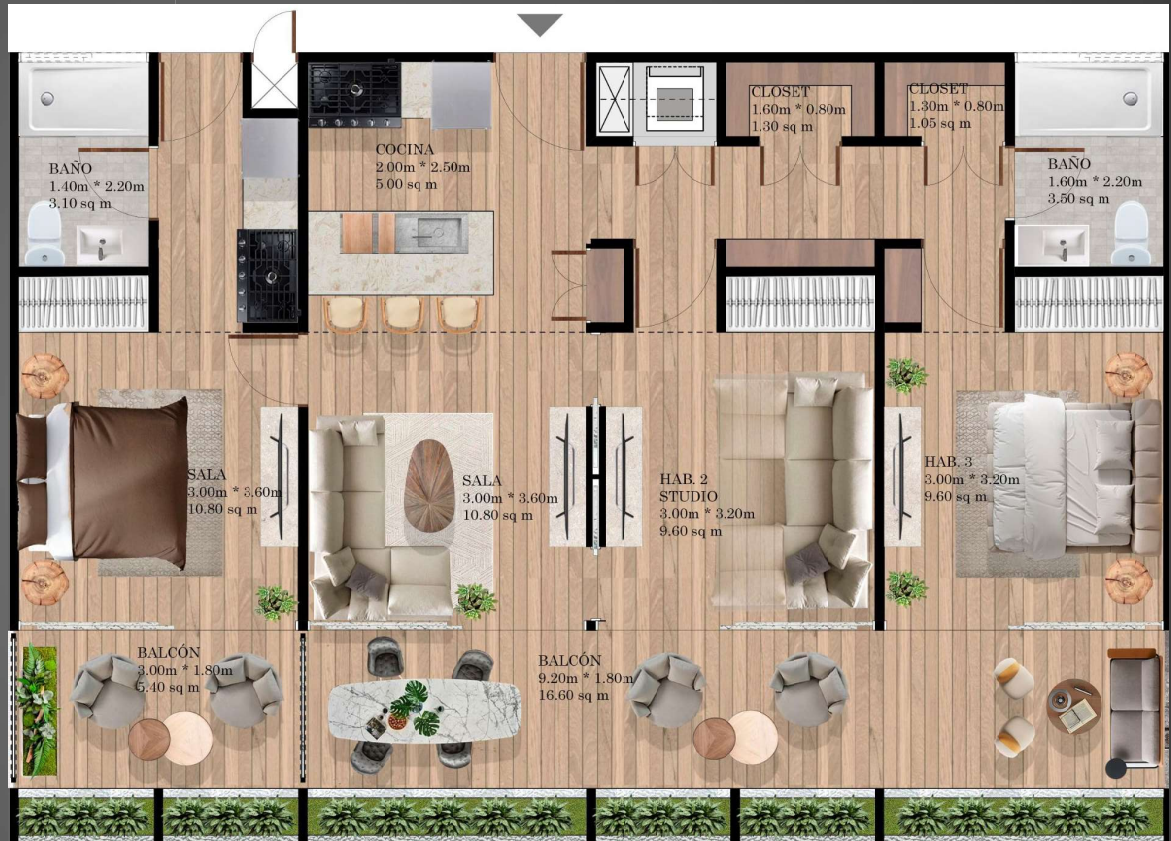 BAÑO
1.40m * 2.20m
3.10 sq m
COCINA
2.00m * 2.50m
5.00 sq m
CLOSET
1.60m * 0.80m
1.30 sq m
CLOSET
1.30m * 0.80m
1.05 sq m
BAÑO
1.60m * 2.20m
3.50 sq m
SALA
3.00m * 3.60m
10.80 sq m
SALA
3.00m * 3.60m
10.80 sq m
HAB. 2
STUDIO
3.00m * 3.20m
9.60 sq m
HAB. 3
3.00m * 3.20m
9.60 sq m
BALCÓN
3.00m * 1.80m
5.40 sq m
BALCÓN
9.20m * 1.80m
16.60 sq m